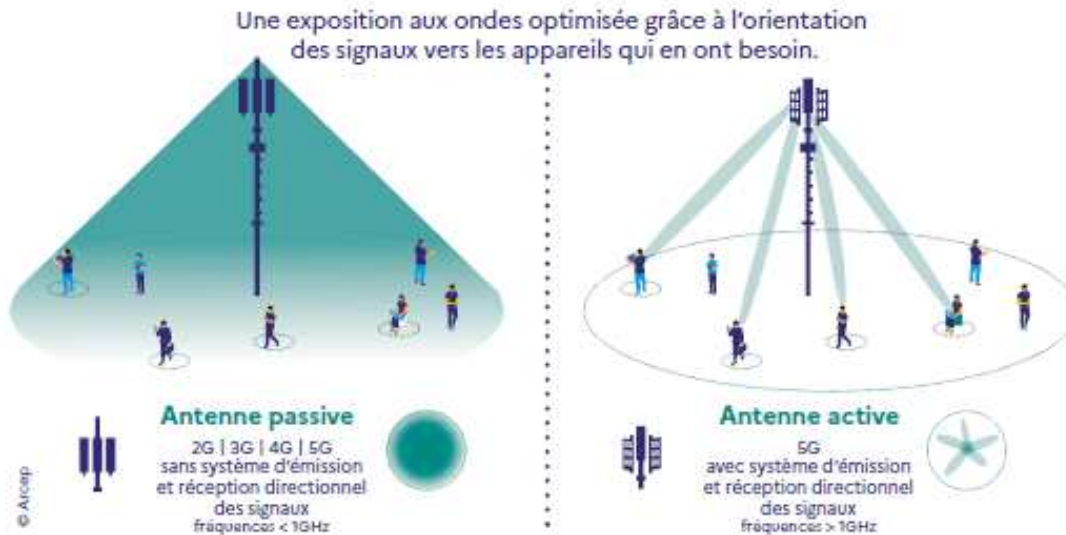 Une exposition aux ondes optimisée grâce à l'orientation
des signaux vers les appareils qui en ont besoin.
Antenne passive
2G | 3G | 4G | 5G
sans système d'émission
et réception directionnel
des signaux
fréquences < 1GHz
Antenne active
5G
avec système d'émission
et réception directionnel
des signaux
fréquences > 1GHz
© Arcep